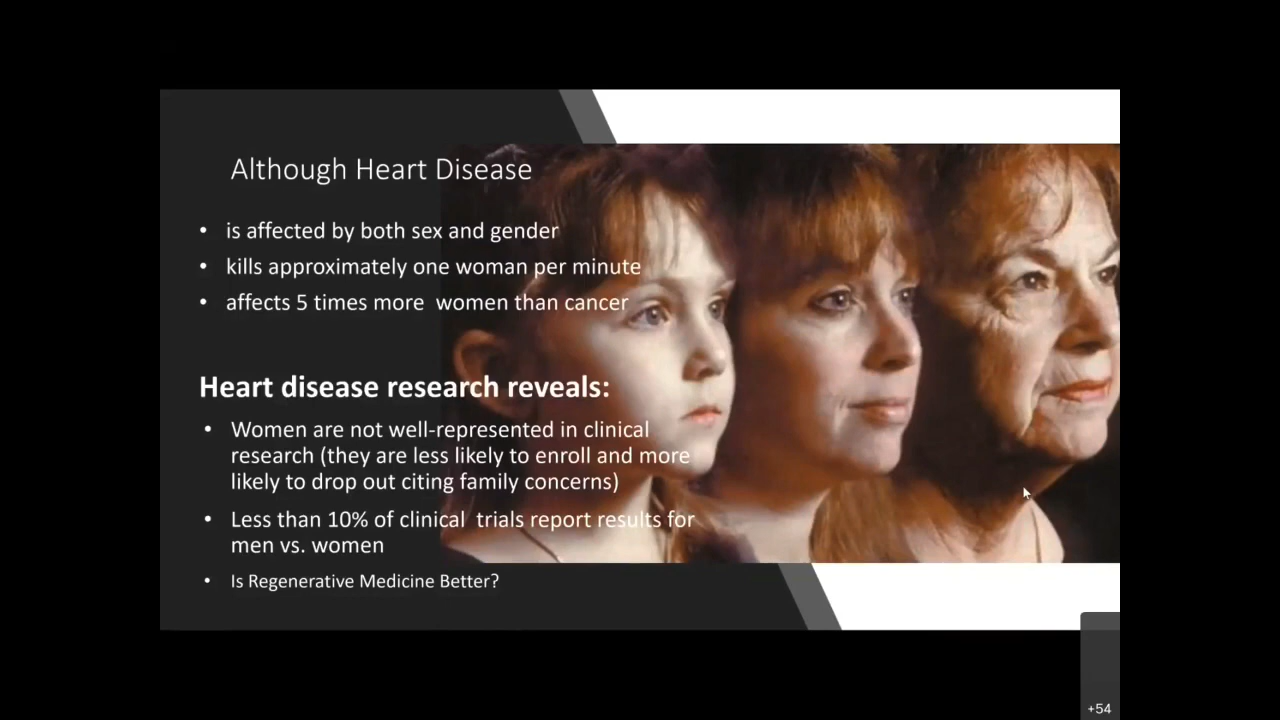 Although Heart Disease
• is affected by both sex and gender
• kills approximately one woman per minute
• affects 5 times more  women than cancer
Heart disease research reveals:
• Women are not well-represented in clinical
research (they are less likely to enroll and more
likely to drop out citing family concerns)
• Less than 10% of clinical  trials report results for
men vs. women
• Is Regenerative Medicine Better?
+54